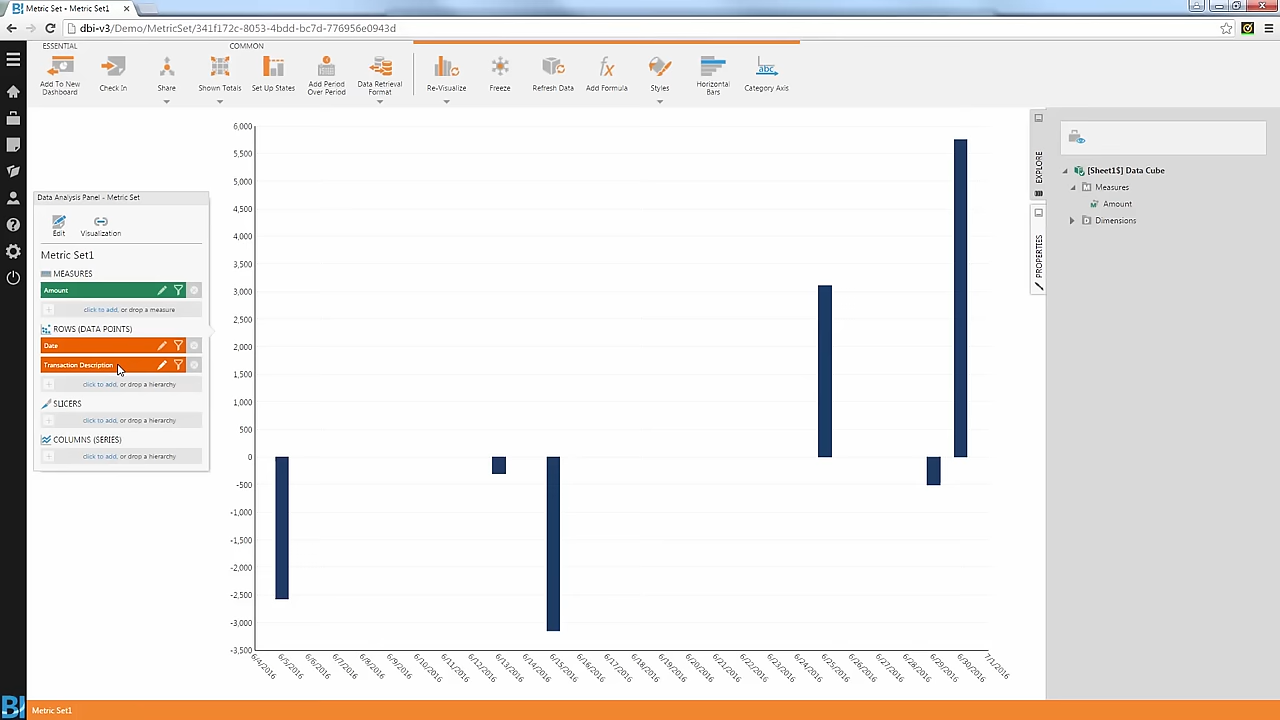 Metric Set • Metric Set1
dbi-v3/Demo/MetricSet/341f172c-8053-4bdd-bc7d-776956e0943d
ESSENTIAL
COMMON
Add To New Dashboard
Check In
Share
Shown Totals
Set Up States
Add Period Over Period
Data Retrieval Format
Re-Visualize
Freeze
Refresh Data
Add Formula
Styles
Horizontal Bars
Category Axis
Data Analysis Panel - Metric Set
Edit
Visualization
Metric Set1
MEASURES
Amount
click to add, or drop a measure
ROWS (DATA POINTS)
Date
Transaction Description
click to add, or drop a hierarchy
SLICERS
click to add, or drop a hierarchy
COLUMNS (SERIES)
click to add, or drop a hierarchy
6,000
5,500
5,000
4,500
4,000
3,500
3,000
2,500
2,000
1,500
1,000
500
0
-500
-1,000
-1,500
-2,000
-2,500
-3,000
-3,500
6/4/2016
6/5/2016
6/6/2016
6/7/2016
6/8/2016
6/9/2016
6/10/2016
6/11/2016
6/12/2016
6/13/2016
6/14/2016
6/15/2016
6/16/2016
6/17/2016
6/18/2016
6/19/2016
6/20/2016
6/21/2016
6/22/2016
6/23/2016
6/24/2016
6/25/2016
6/26/2016
6/27/2016
6/28/2016
6/29/2016
6/30/2016
7/1/2016
EXPLORE
PROPERTIES
[Sheet1$] Data Cube
Measures
Amount
Dimensions
BI
Metric Set1